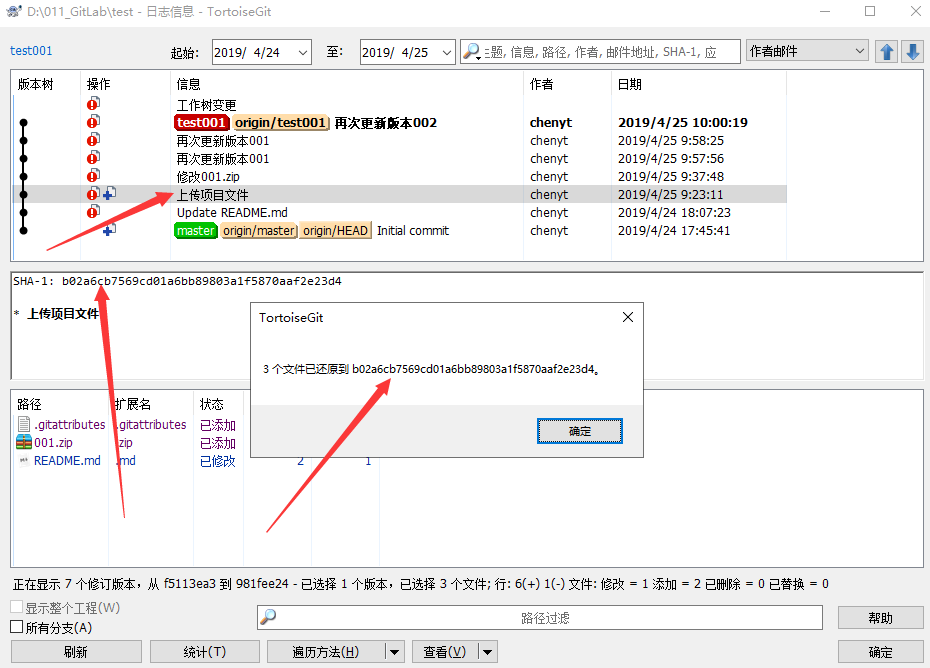 D:\011_GitLab\test - 日志信息 - TortoiseGit
test001 起始: 2019/ 4/24 至: 2019/ 4/25 主题, 信息, 路径, 作者, 邮件地址, SHA-1, 应 作者邮件
版本树 操作 信息 作者 日期
工作树变更
test001 origin/test001 再次更新版本002 chenyt 2019/4/25 10:00:19
再次更新版本001 chenyt 2019/4/25 9:58:25
再次更新版本001 chenyt 2019/4/25 9:57:56
修改001.zip chenyt 2019/4/25 9:37:48
上传项目文件 chenyt 2019/4/25 9:23:11
Update README.md chenyt 2019/4/24 18:07:23
master origin/master origin/HEAD Initial commit chenyt 2019/4/24 17:45:41
SHA-1: b02a6cb7569cd01a6bb89803a1f5870aaf2e23d4
* 上传项目文件
TortoiseGit
3 个文件已还原到 b02a6cb7569cd01a6bb89803a1f5870aaf2e23d4。
确定
路径 扩展名 状态
.gitattributes .gitattributes 已添加
001.zip .zip 已添加
README.md .md 已修改 2 1
正在显示 7 个修订版本，从 f5113ea3 到 981fee24 - 已选择 1 个版本，已选择 3 个文件; 行: 6(+) 1(-) 文件: 修改 = 1 添加 = 2 已删除 = 0 已替换 = 0
显示整个工程(W)
路径过滤 帮助
所有分支(A)
刷新 统计(T) 遍历方法(H) 查看(V) 确定